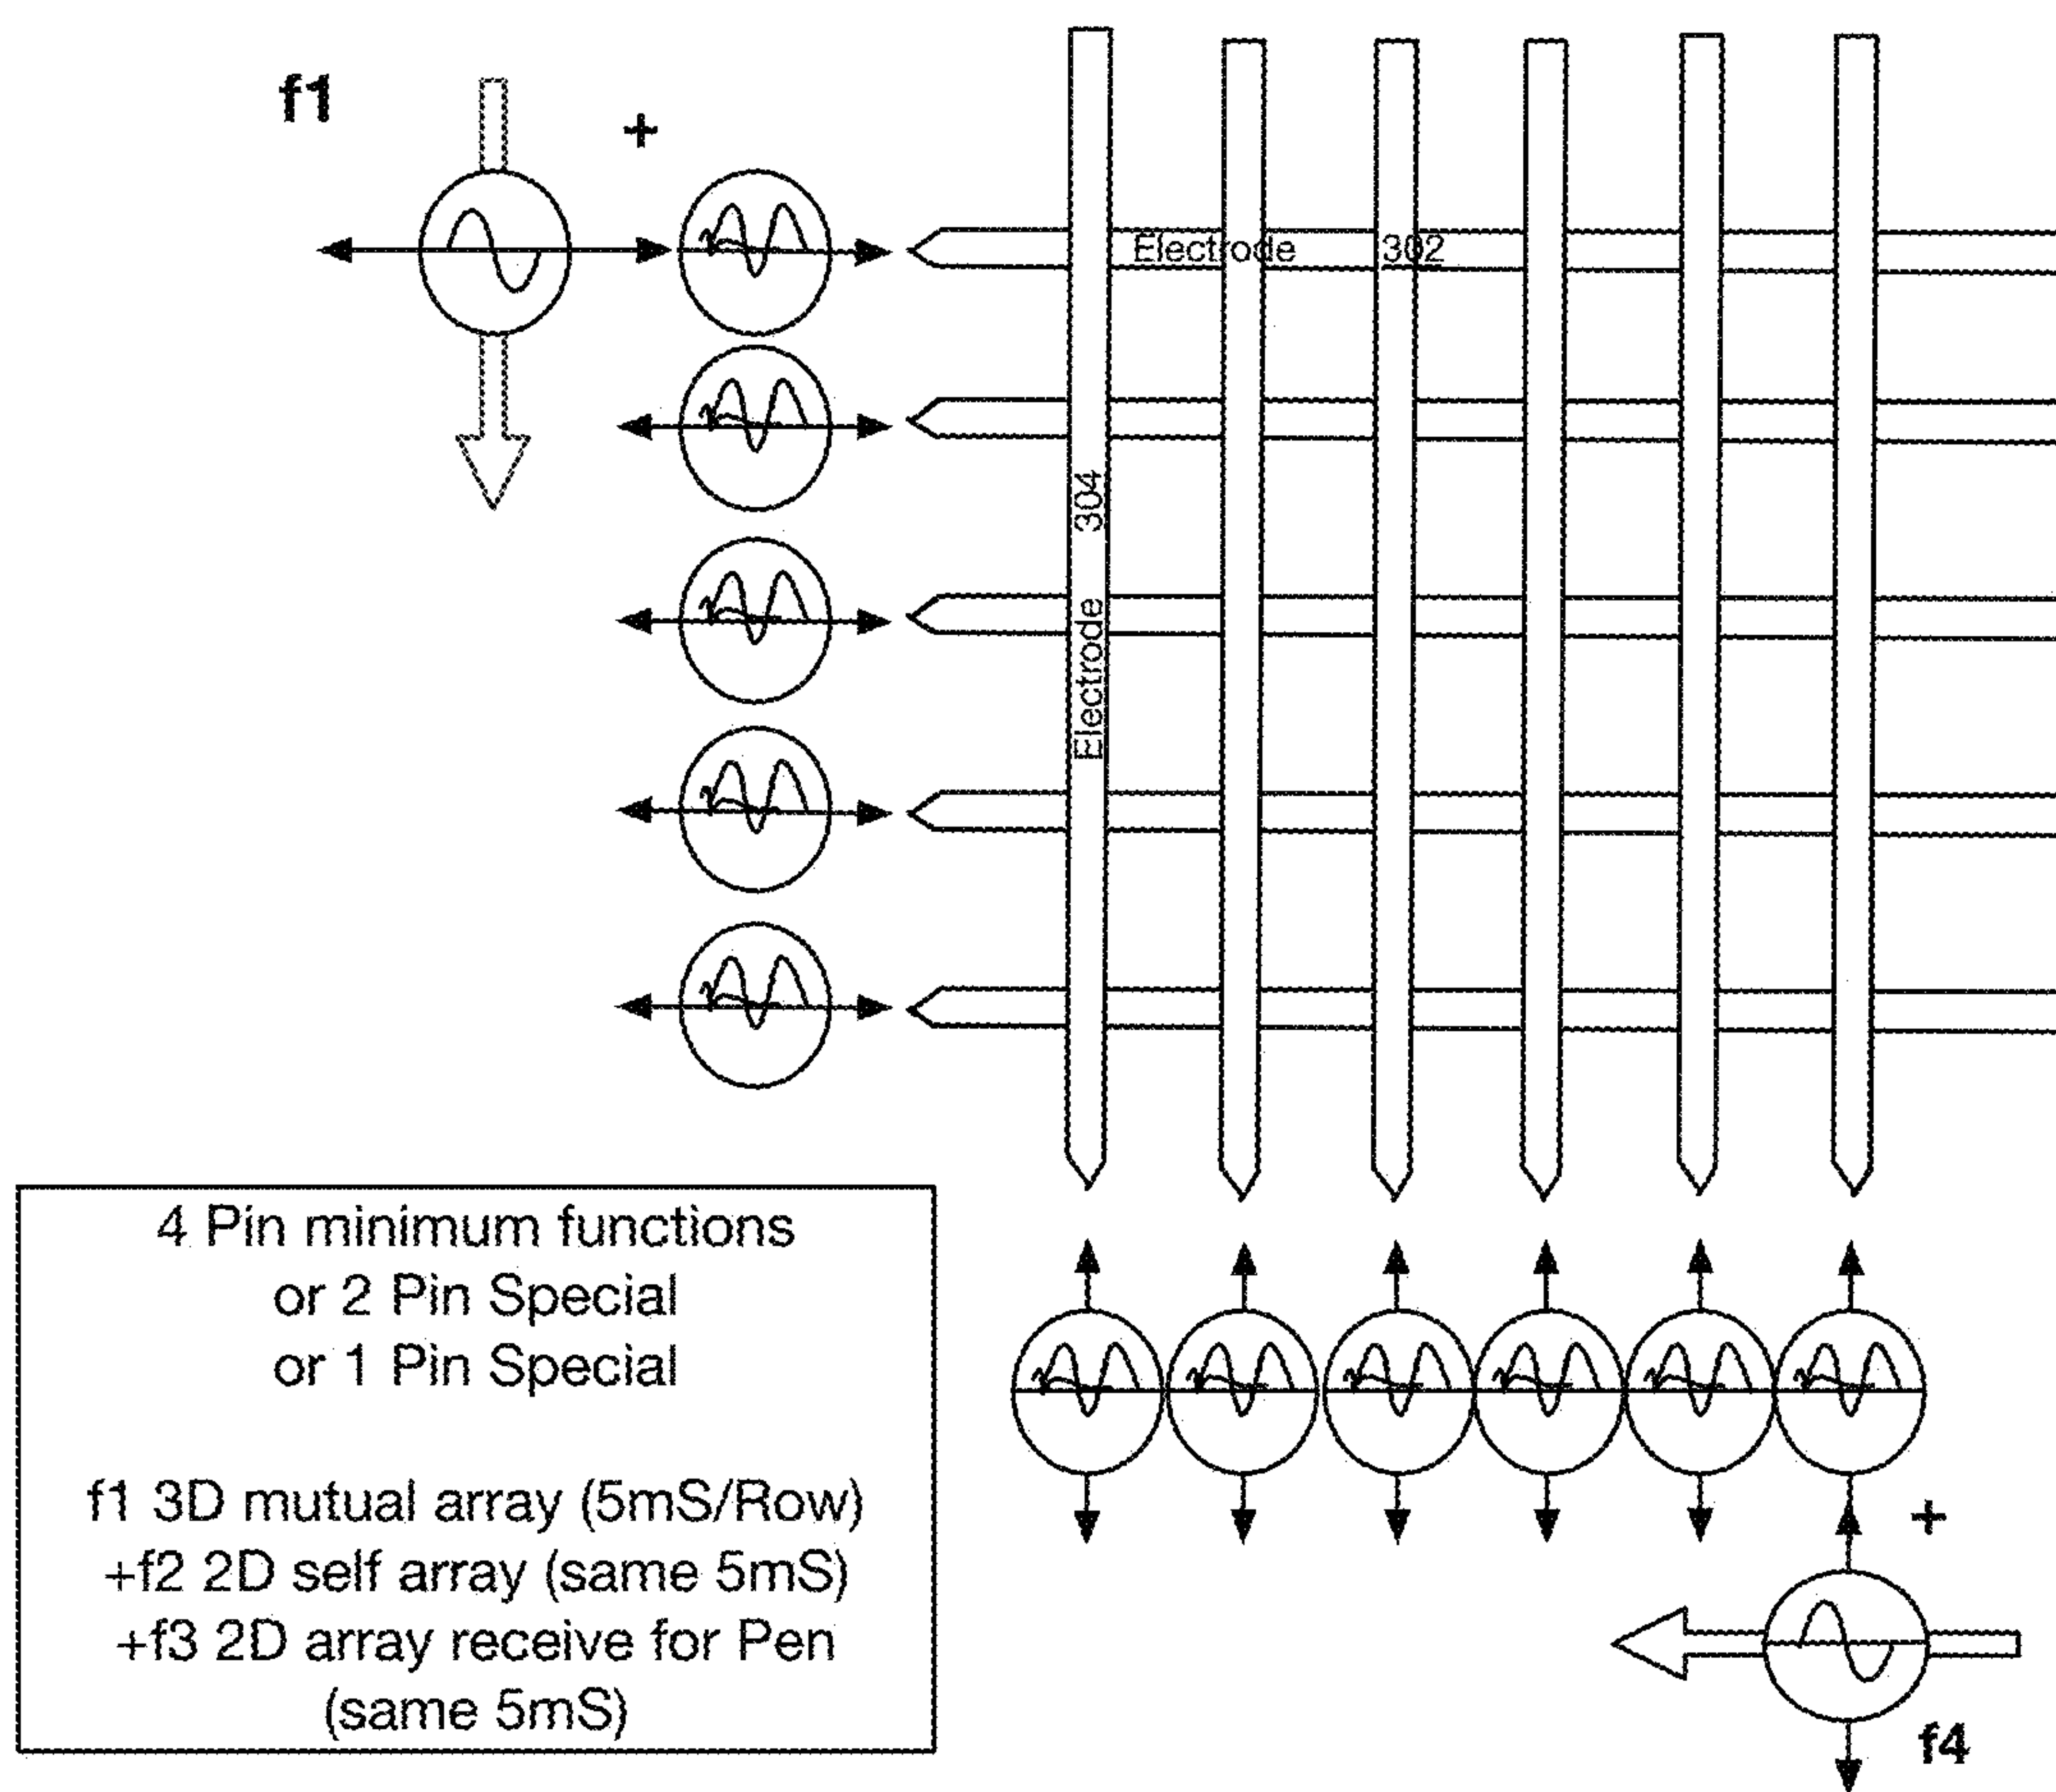 f1
+
Electrode 302
Electrode 304
4 Pin minimum functions
or 2 Pin Special
or 1 Pin Special
f1 3D mutual array (5mS/Row)
+f2 2D self array (same 5mS)
+f3 2D array receive for Pen
(same 5mS)
+
f4